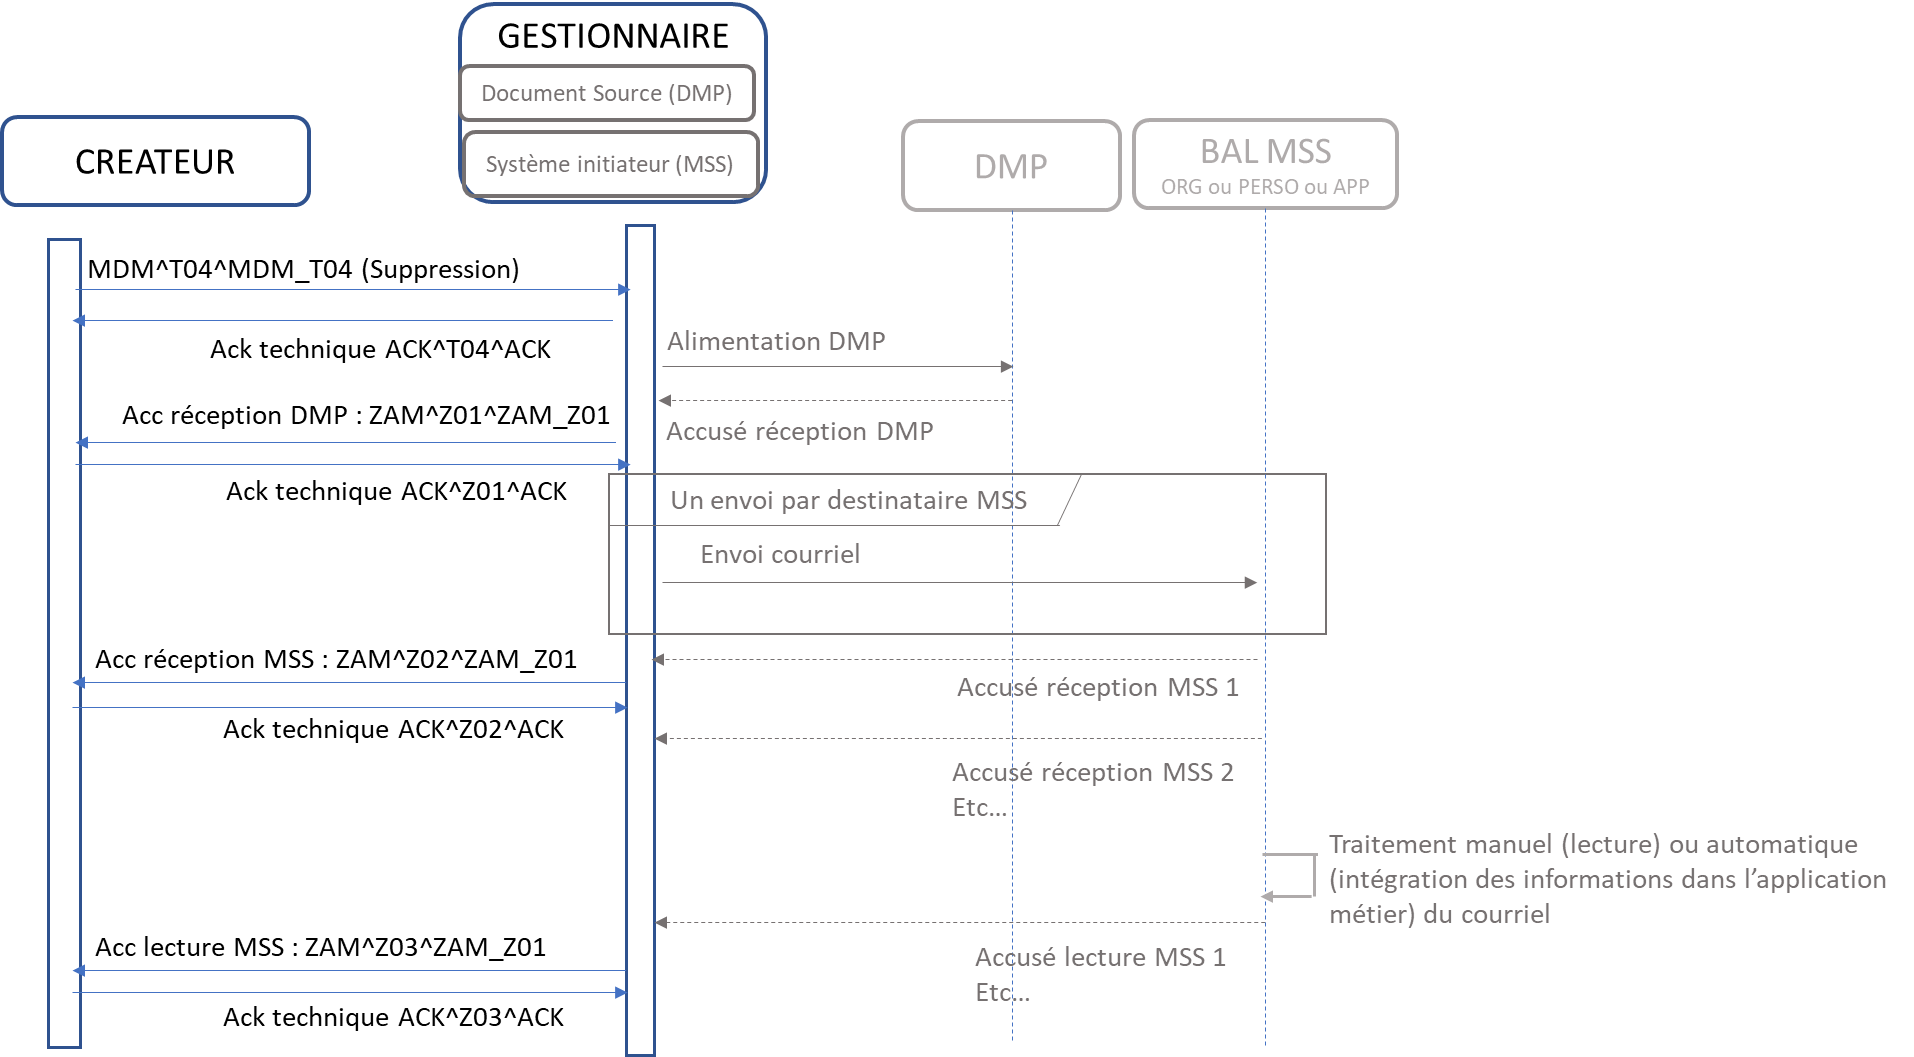 GESTIONNAIRE
Document Source (DMP)
Système initiateur (MSS)
CREATEUR
DMP
BAL MSS
ORG ou PERSO ou APP
MDM^T04^MDM_T04 (Suppression)
Ack technique ACK^T04^ACK
Alimentation DMP
Acc réception DMP : ZAM^Z01^ZAM_Z01
Accusé réception DMP
Ack technique ACK^Z01^ACK
Un envoi par destinataire MSS
Envoi courriel
Acc réception MSS : ZAM^Z02^ZAM_Z01
Accusé réception MSS 1
Ack technique ACK^Z02^ACK
Accusé réception MSS 2
Etc…
Traitement manuel (lecture) ou automatique
(intégration des informations dans l’application
métier) du courriel
Acc lecture MSS : ZAM^Z03^ZAM_Z01
Accusé lecture MSS 1
Etc…
Ack technique ACK^Z03^ACK